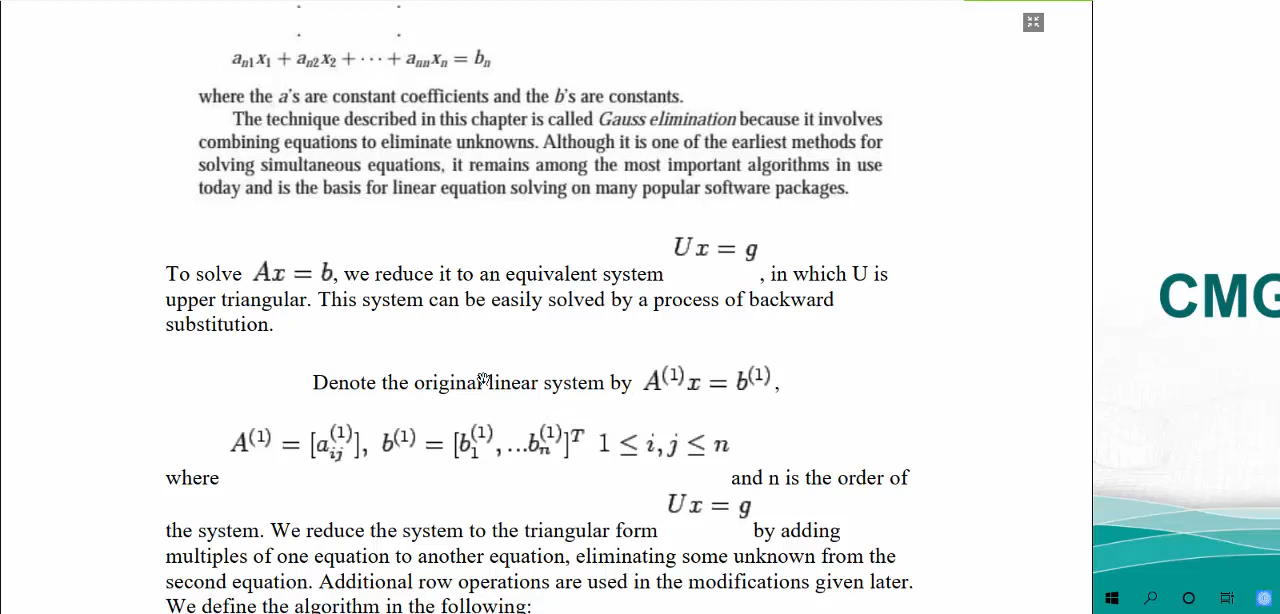 aₙ₁x₁ + aₙ₂x₂ + ··· + aₙₙxₙ = bₙ
where the a's are constant coefficients and the b's are constants.
The technique described in this chapter is called Gauss elimination because it involves
combining equations to eliminate unknowns. Although it is one of the earliest methods for
solving simultaneous equations, it remains among the most important algorithms in use
today and is the basis for linear equation solving on many popular software packages.
To solve Ax = b, we reduce it to an equivalent system Ux = g, in which U is
upper triangular. This system can be easily solved by a process of backward
substitution.
Denote the original linear system by A⁽¹⁾x = b⁽¹⁾,
A⁽¹⁾ = [aᵢⱼ⁽¹⁾], b⁽¹⁾ = [b₁⁽¹⁾, ...bₙ⁽¹⁾]ᵀ 1 ≤ i, j ≤ n
where and n is the order of
the system. We reduce the system to the triangular form Ux = g by adding
multiples of one equation to another equation, eliminating some unknown from the
second equation. Additional row operations are used in the modifications given later.
We define the algorithm in the following:
CMG